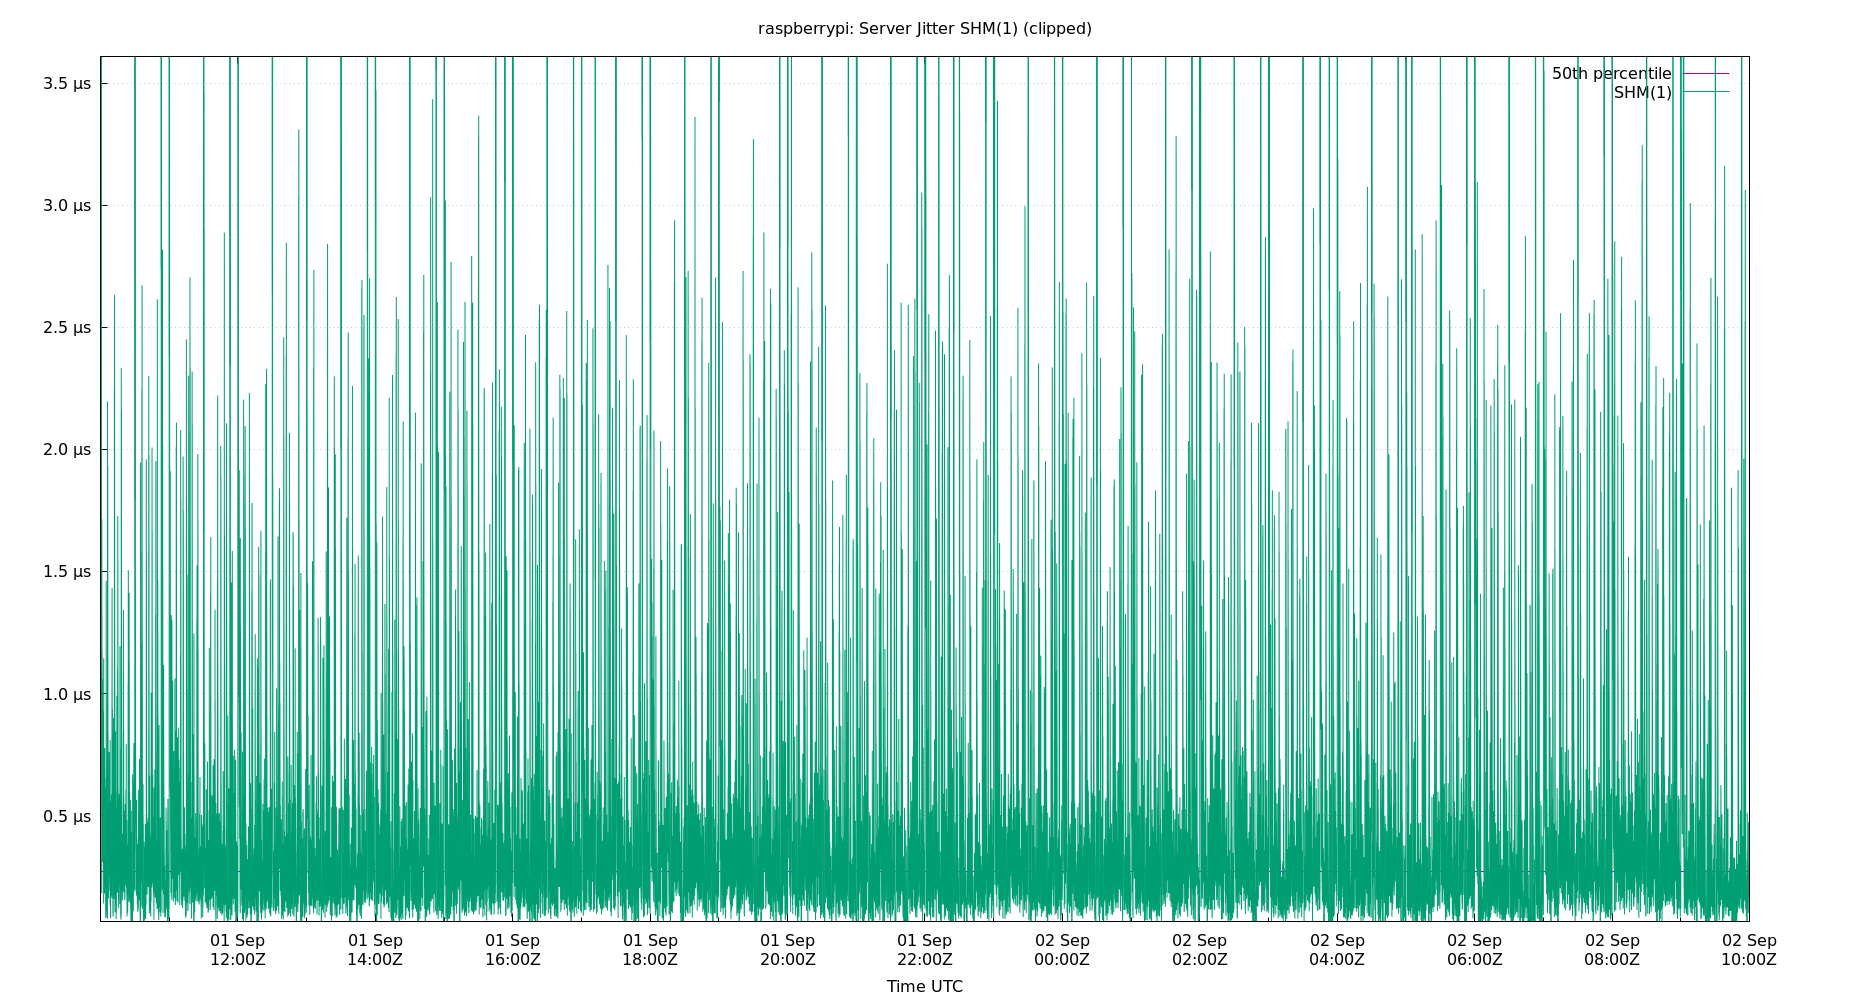 raspberrypi: Server Jitter SHM(1) (clipped)
50th percentile
SHM(1)
3.5 µs
3.0 µs
2.5 µs
2.0 µs
1.5 µs
1.0 µs
0.5 µs
01 Sep 01 Sep 01 Sep 01 Sep 01 Sep 01 Sep 02 Sep 02 Sep 02 Sep 02 Sep 02 Sep 02 Sep
12:00Z 14:00Z 16:00Z 18:00Z 20:00Z 22:00Z 00:00Z 02:00Z 04:00Z 06:00Z 08:00Z 10:00Z
Time UTC